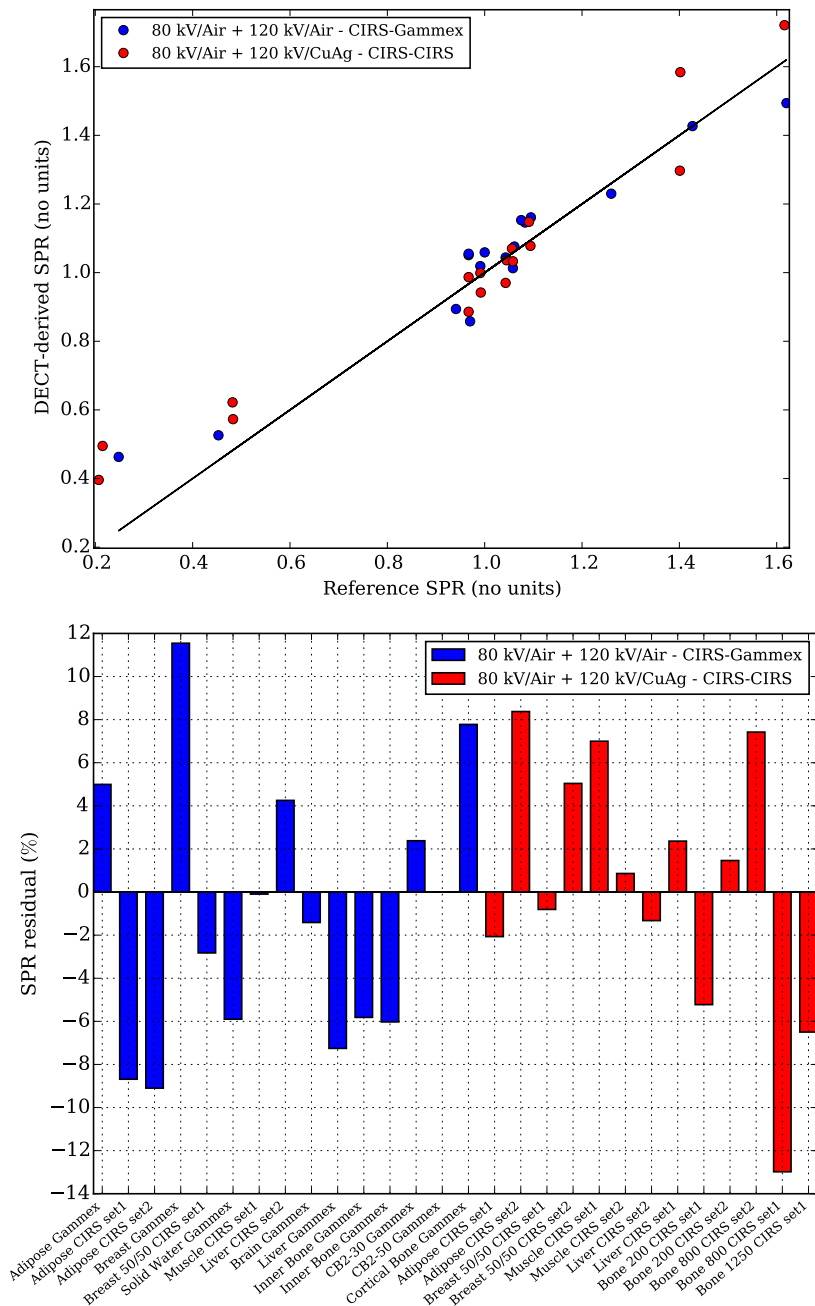 80 kV/Air + 120 kV/Air - CIRS-Gammex
80 kV/Air + 120 kV/CuAg - CIRS-CIRS
1.6
1.4
1.2
1.0
0.8
0.6
0.4
0.2
DECT-derived SPR (no units)
0.2 0.4 0.6 0.8 1.0 1.2 1.4 1.6
Reference SPR (no units)
80 kV/Air + 120 kV/Air - CIRS-Gammex
80 kV/Air + 120 kV/CuAg - CIRS-CIRS
12
10
8
6
4
2
0
−2
−4
−6
−8
−10
−12
−14
SPR residual (%)
Adipose Gammex
Adipose CIRS set1
Adipose CIRS set2
Breast Gammex
Breast 50/50 CIRS set1
Solid Water Gammex
Muscle CIRS set1
Liver CIRS set2
Brain Gammex
Liver Gammex
Inner Bone Gammex
Inner Bone Gammex
CB2-30 Gammex
CB2-50 Gammex
Cortical Bone Gammex
Adipose CIRS set1
Adipose CIRS set2
Breast 50/50 CIRS set1
Breast 50/50 CIRS set2
Muscle CIRS set1
Muscle CIRS set2
Liver CIRS set2
Liver CIRS set1
Bone 200 CIRS set1
Bone 200 CIRS set2
Bone 800 CIRS set2
Bone 800 CIRS set1
Bone 1250 CIRS set1